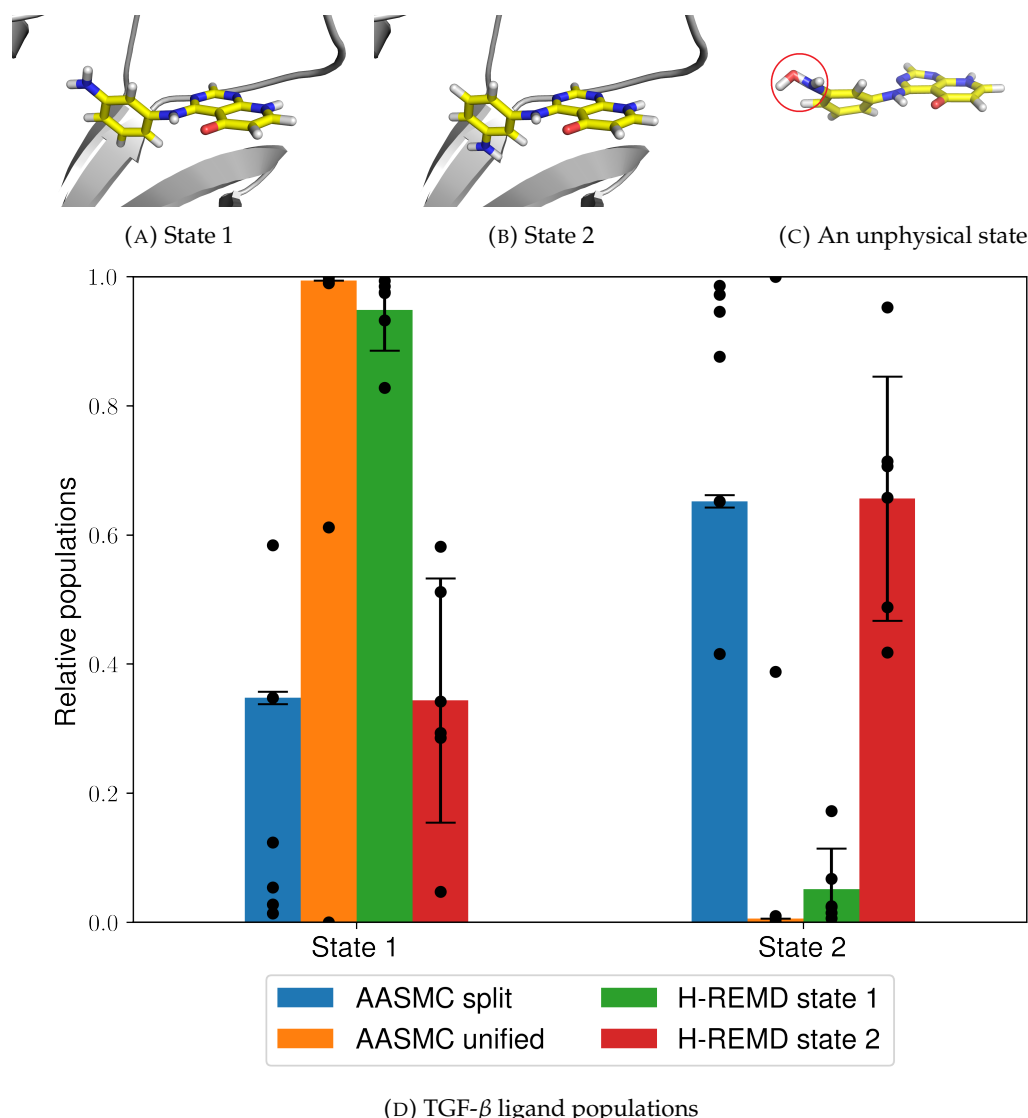 (A) State 1
(B) State 2
(C) An unphysical state
1.0
0.8
0.6
0.4
0.2
0.0
Relative populations
State 1
State 2
AASMC split
AASMC unified
H-REMD state 1
H-REMD state 2
(D) TGF-β ligand populations